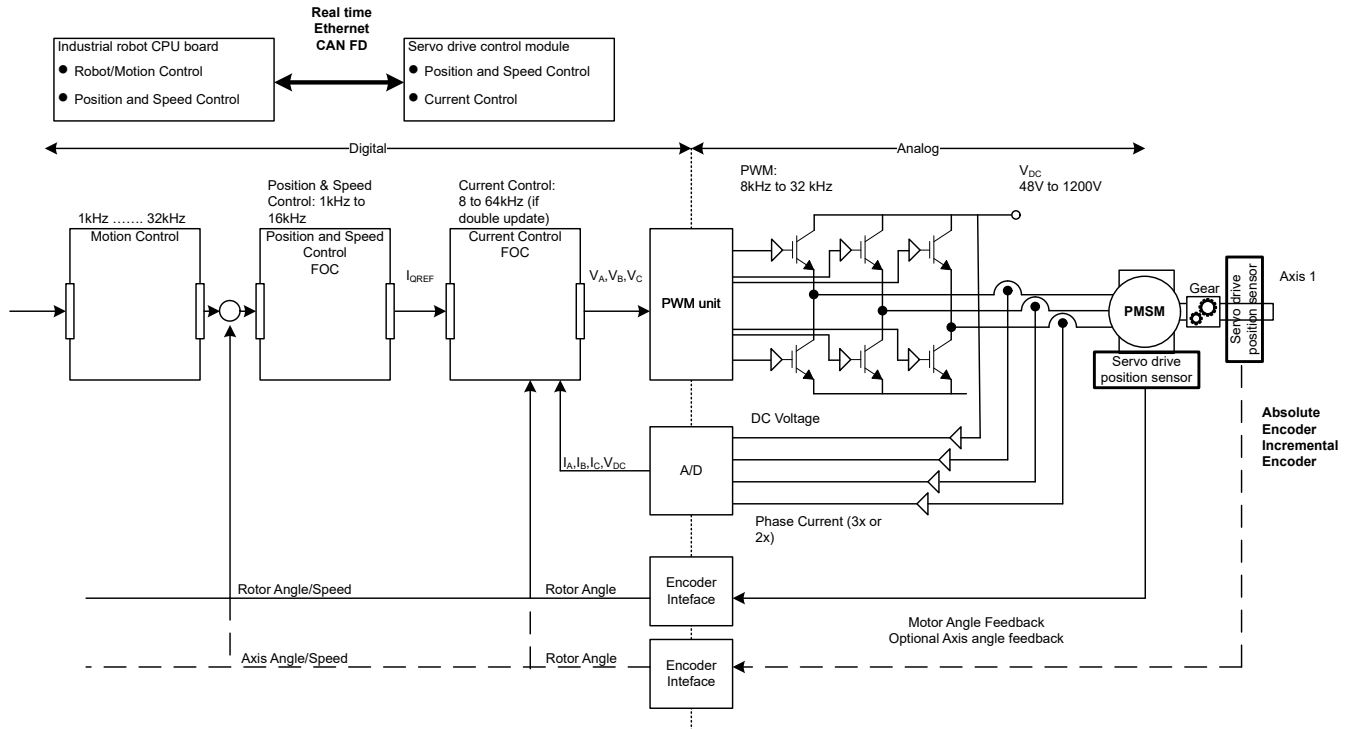 Real time
Ethernet
CAN FD
Industrial robot CPU board
● Robot/Motion Control
● Position and Speed Control
Servo drive control module
● Position and Speed Control
● Current Control
Digital
Analog
PWM:
8kHz to 32 kHz
VDC
48V to 1200V
1kHz ....... 32kHz
Position & Speed
Control: 1kHz to
16kHz
Current Control:
8 to 64kHz (if
double update)
Motion Control
Position and Speed
Control
FOC
IQREF
Current Control
FOC
VA,VB,VC
PWM unit
PMSM
Gear
Servo drive
position sensor
Axis 1
Servo drive
position sensor
Absolute
Encoder
Incremental
Encoder
DC Voltage
A/D
IA,IB,IC,VDC
Phase Current (3x or
2x)
Rotor Angle/Speed
Rotor Angle
Encoder
Inteface
Motor Angle Feedback
Optional Axis angle feedback
Axis Angle/Speed
Rotor Angle
Encoder
Inteface